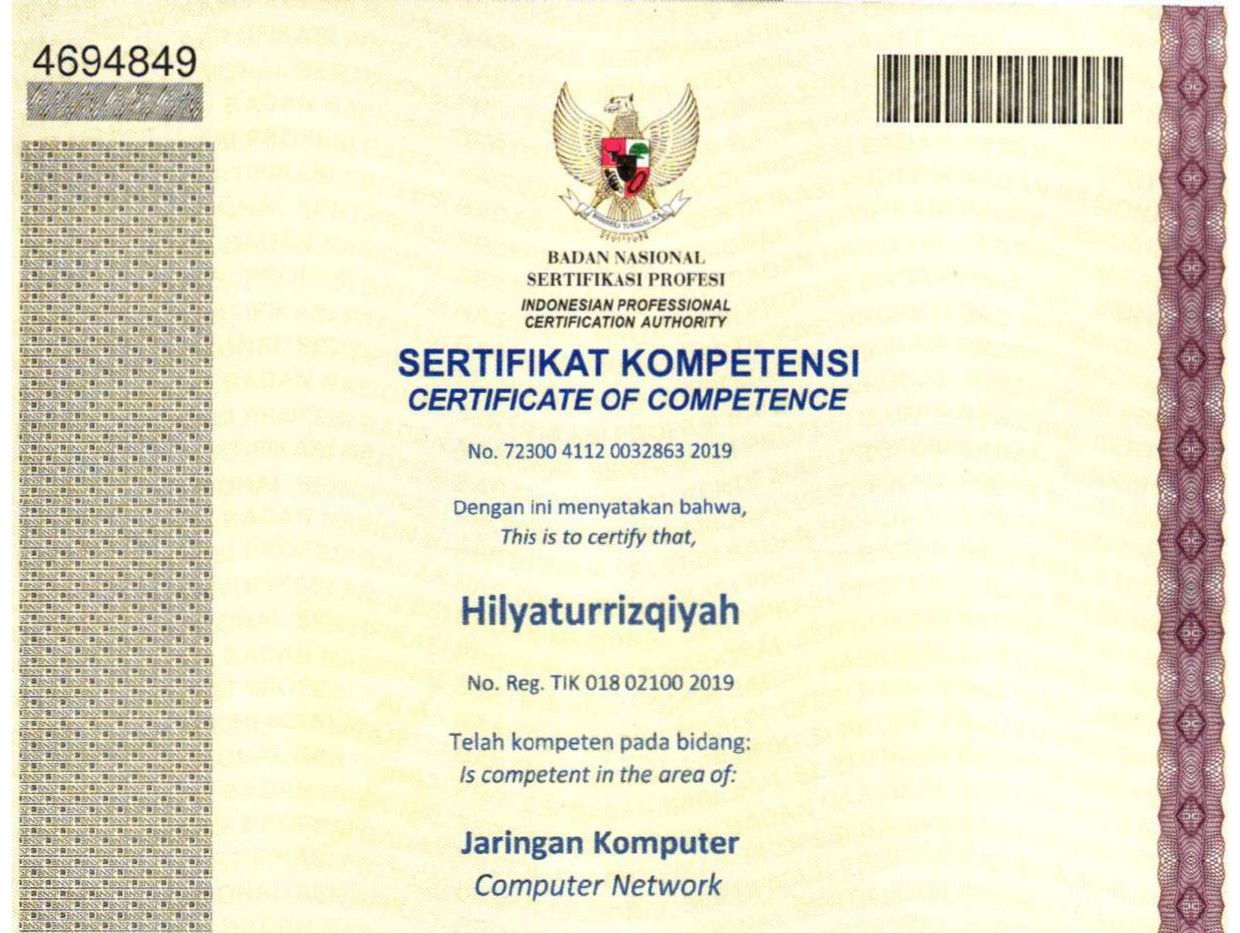 4694849
BADAN NASIONAL
SERTIFIKASI PROFESI
INDONESIAN PROFESSIONAL
CERTIFICATION AUTHORITY
SERTIFIKAT KOMPETENSI
CERTIFICATE OF COMPETENCE
No. 72300 4112 0032863 2019
Dengan ini menyatakan bahwa,
This is to certify that,
Hilyaturrizqiyah
No. Reg. TIK 018 02100 2019
Telah kompeten pada bidang:
Is competent in the area of:
Jaringan Komputer
Computer Network